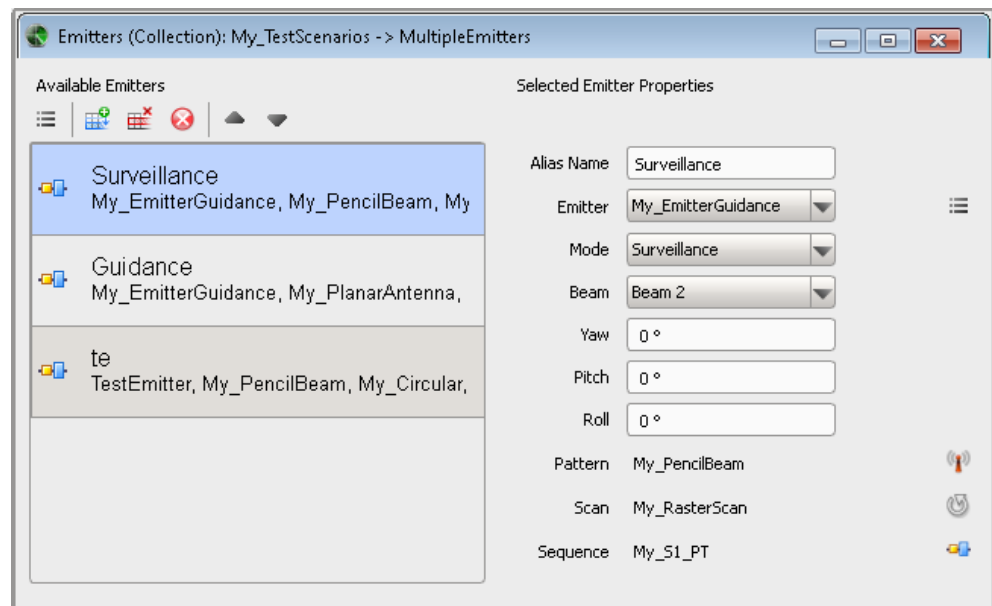 Emitters (Collection): My_TestScenarios -> MultipleEmitters
Available Emitters
Surveillance
My_EmitterGuidance, My_PencilBeam, My
Guidance
My_EmitterGuidance, My_PlanarAntenna,
te
TestEmitter, My_PencilBeam, My_Circular,
Selected Emitter Properties
Alias Name Surveillance
Emitter My_EmitterGuidance
Mode Surveillance
Beam Beam 2
Yaw 0 °
Pitch 0 °
Roll 0 °
Pattern My_PencilBeam
Scan My_RasterScan
Sequence My_S1_PT